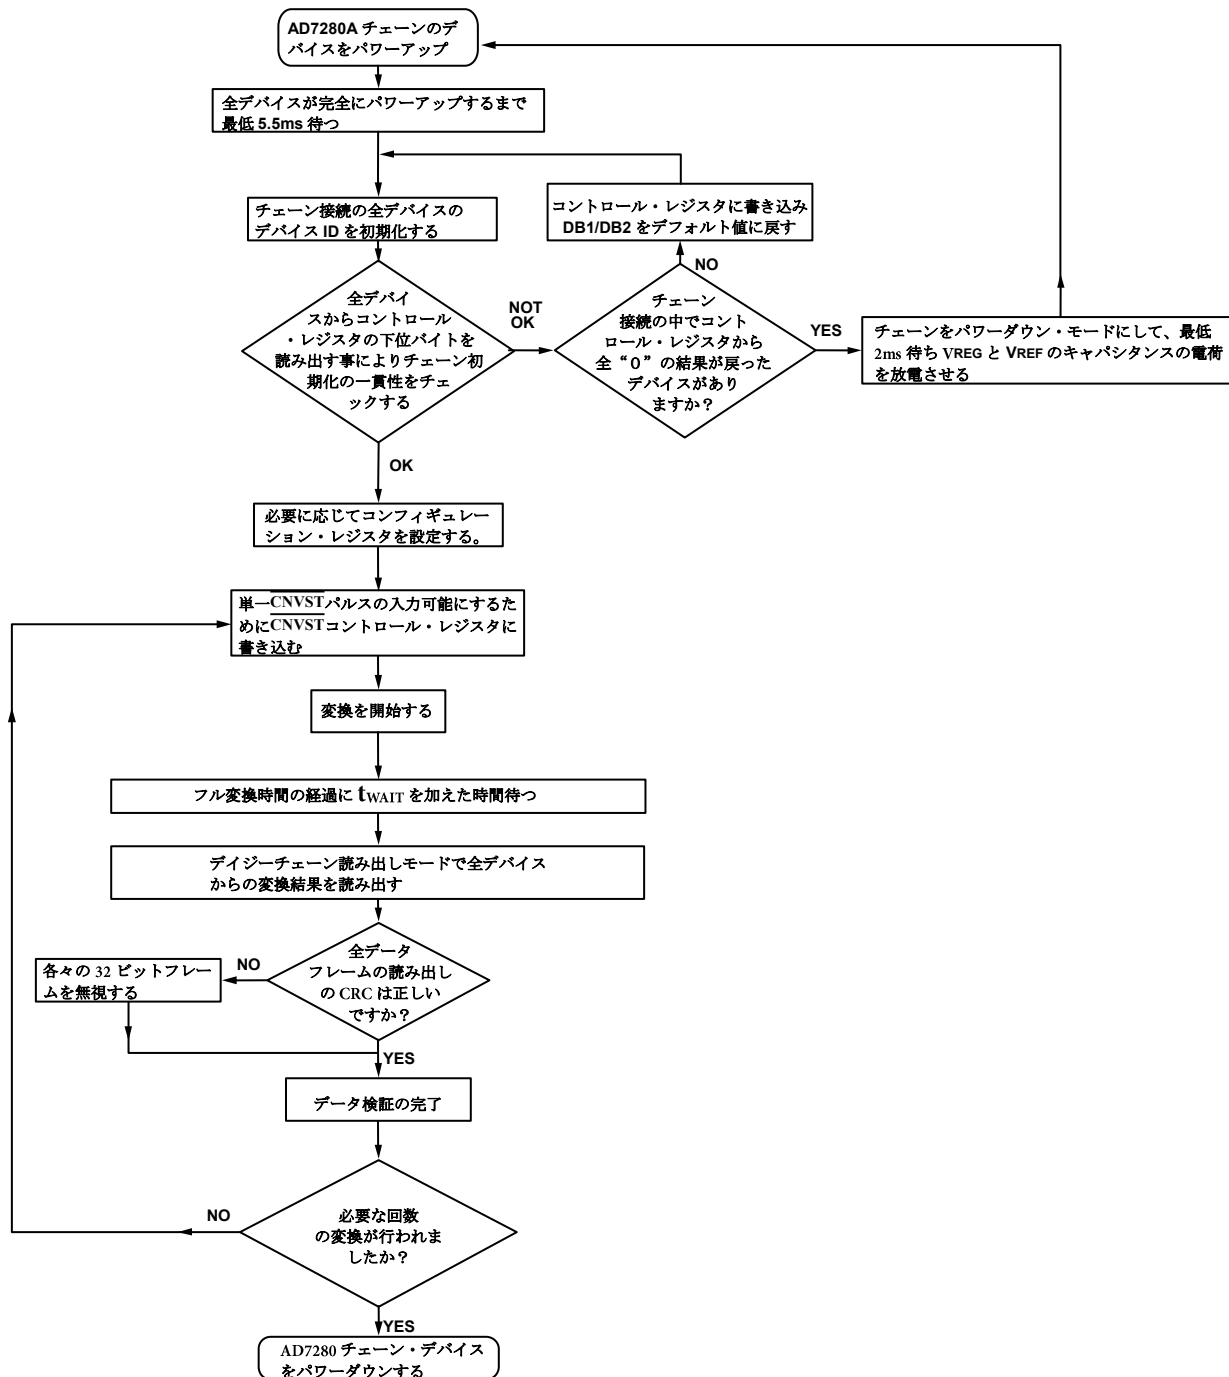 AD7280A チェーンのデ
バイスをパワーアップ
全デバイスが完全にパワーアップするまで
最低 5.5ms 待つ
チェーン接続の全デバイスの
デバイス ID を初期化する
コントロール・レジスタに書き込み
DB1/DB2 をデフォルト値に戻す
全デバイ
スからコントロール
・レジスタの下位バイトを
読み出す事によりチェーン初
期化の一貫性をチェ
ックする
NOT
OK
NO
チェーン
接続の中でコント
ロール・レジスタから
全“0”の結果が戻った
デバイスがあり
ますか？
YES
チェーンをパワーダウン・モードにして、最低
2ms 待ち VREG と VREF のキャパシタンスの電荷
を放電させる
OK
必要に応じてコンフィギュレー
ション・レジスタを設定する。
単一CNVSTパルスの入力可能にするた
めにCNVSTコントロール・レジスタに
書き込む
変換を開始する
フル変換時間の経過に tWAIT を加えた時間待つ
デイジーチェーン読み出しモードで全デバイス
からの変換結果を読み出す
全データ
フレームの読み出し
の CRC は正しい
ですか？
NO
各々の 32 ビットフレー
ムを無視する
YES
データ検証の完了
必要な回数
の変換が行われま
したか？
NO
YES
AD7280 チェーン・デバイス
をパワーダウンする